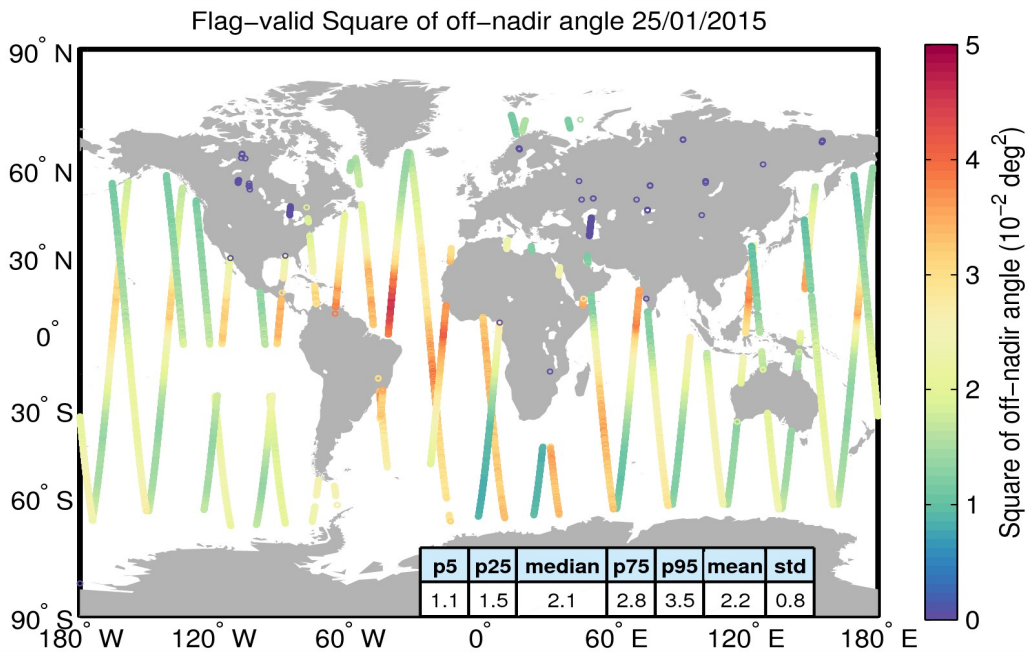 Flag−valid Square of off−nadir angle 25/01/2015
90° N
60° N
30° N
0°
30° S
60° S
90° S
180° W
120° W
60° W
0°
60° E
120° E
180° E
p5 p25 median p75 p95 mean std
1.1 1.5 2.1 2.8 3.5 2.2 0.8
5
4
3
2
1
0
Square of off−nadir angle (10⁻² deg²)